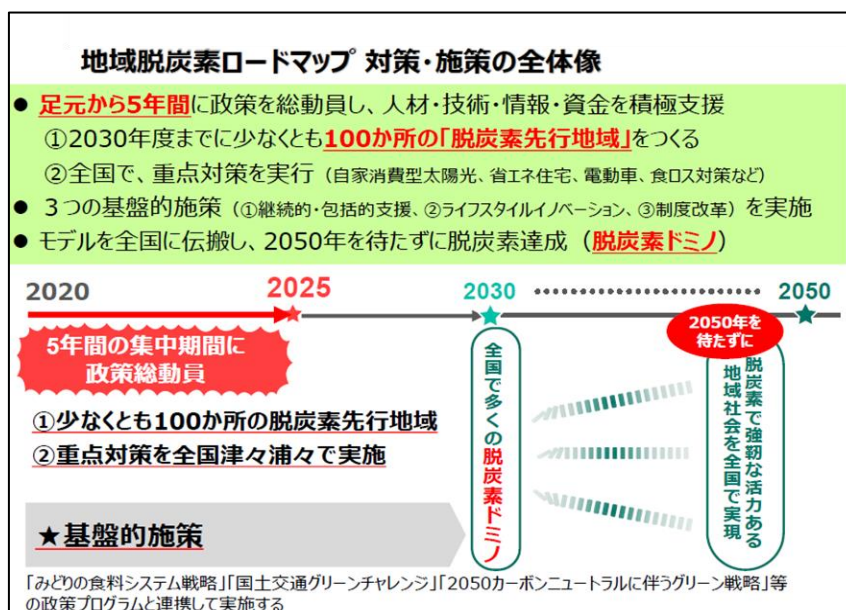 地域脱炭素ロードマップ 対策・施策の全体像
● 足元から5年間に政策を総動員し、人材・技術・情報・資金を積極支援
①2030年度までに少なくとも100か所の「脱炭素先行地域」をつくる
②全国で、重点対策を実行（自家消費型太陽光、省エネ住宅、電動車、食ロス対策など）
● ３つの基盤的施策（①継続的・包括的支援、②ライフスタイルイノベーション、③制度改革）を実施
● モデルを全国に伝搬し、2050年を待たずに脱炭素達成（脱炭素ドミノ）
2020
2025
2030
2050
5年間の集中期間に
政策総動員
①少なくとも100か所の脱炭素先行地域
②重点対策を全国津々浦々で実施
★基盤的施策
全国で多くの脱炭素ドミノ
2050年を
待たずに
脱炭素で強靭な活力ある
地域社会を全国で実現
「みどりの食料システム戦略」「国土交通グリーンチャレンジ」「2050カーボンニュートラルに伴うグリーン戦略」等
の政策プログラムと連携して実施する